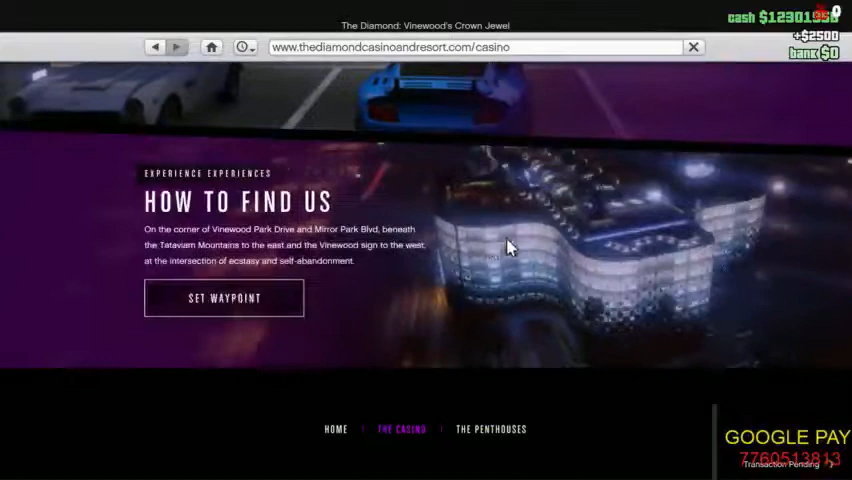 The Diamond: Vinewood's Crown Jewel
+$2500
bank $0
www.thediamondcasinoandresort.com/casino
EXPERIENCE EXPERIENCES
HOW TO FIND US
On the corner of Vinewood Park Drive and Mirror Park Blvd, beneath
the Tataviam Mountains to the east and the Vinewood sign to the west,
at the intersection of ecstasy and self-abandonment.
SET WAYPOINT
HOME
THE CASINO
THE PENTHOUSES
GOOGLE PAY
7760513813
Transaction Pending